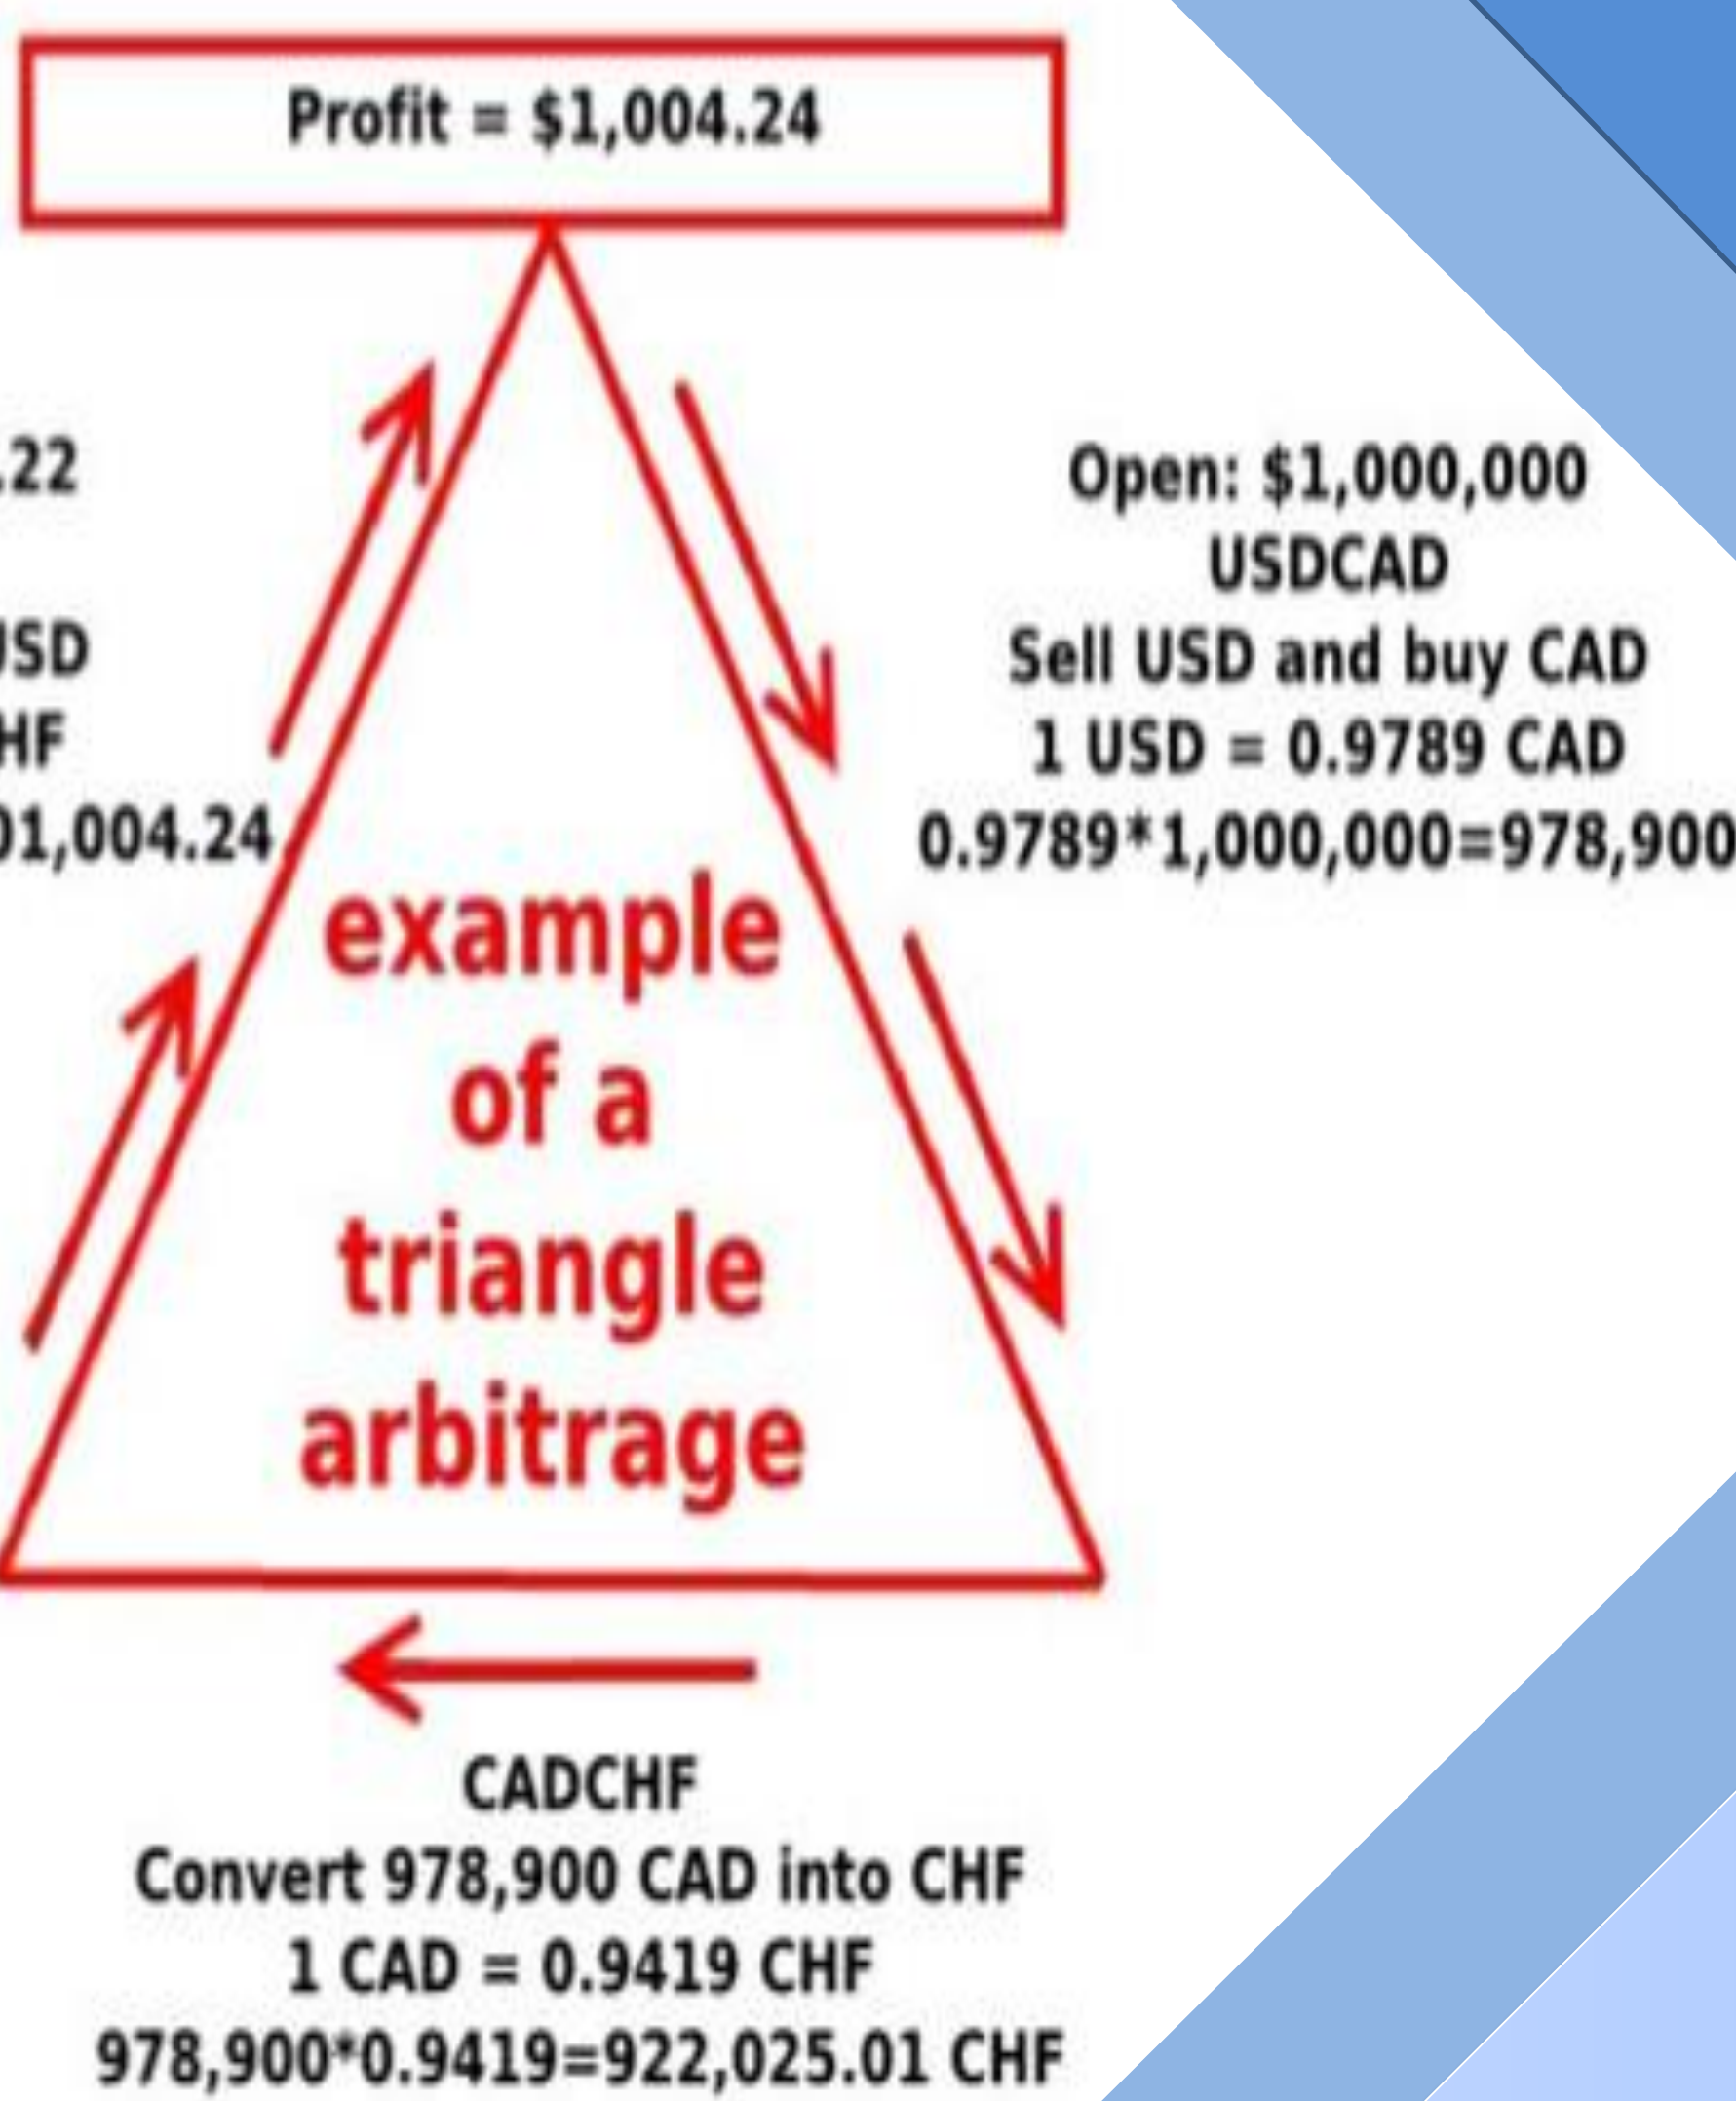 Profit = $1,004.24
.22
USD
HF
01,004.24
Open: $1,000,000
USDCAD
Sell USD and buy CAD
1 USD = 0.9789 CAD
0.9789*1,000,000=978,900
example
of a
triangle
arbitrage
CADCHF
Convert 978,900 CAD into CHF
1 CAD = 0.9419 CHF
978,900*0.9419=922,025.01 CHF